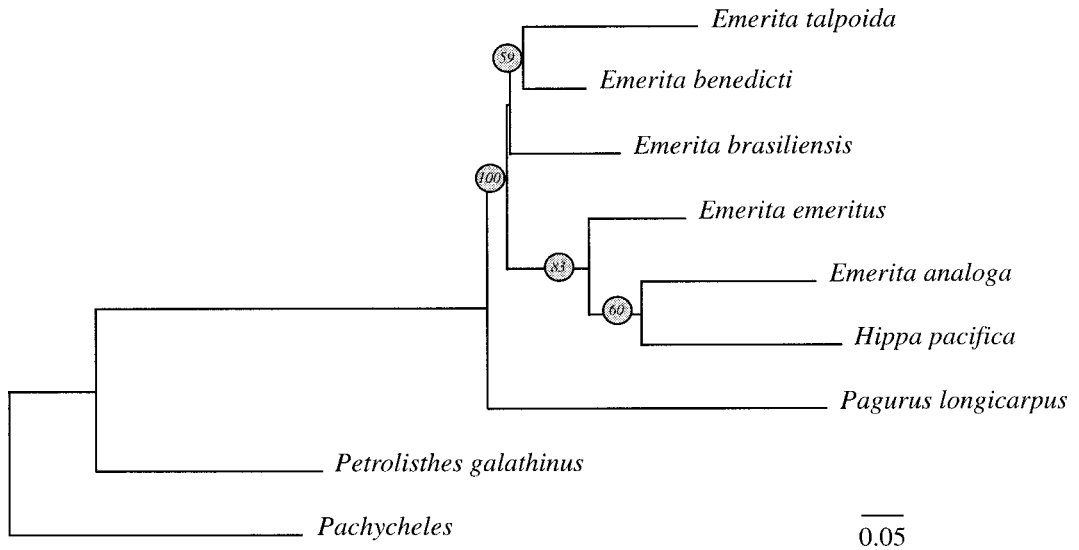 Emerita talpoida
59
Emerita benedicti
Emerita brasiliensis
100
Emerita emeritus
83
Emerita analoga
60
Hippa pacifica
Pagurus longicarpus
Petrolisthes galathinus
Pachycheles
0.05